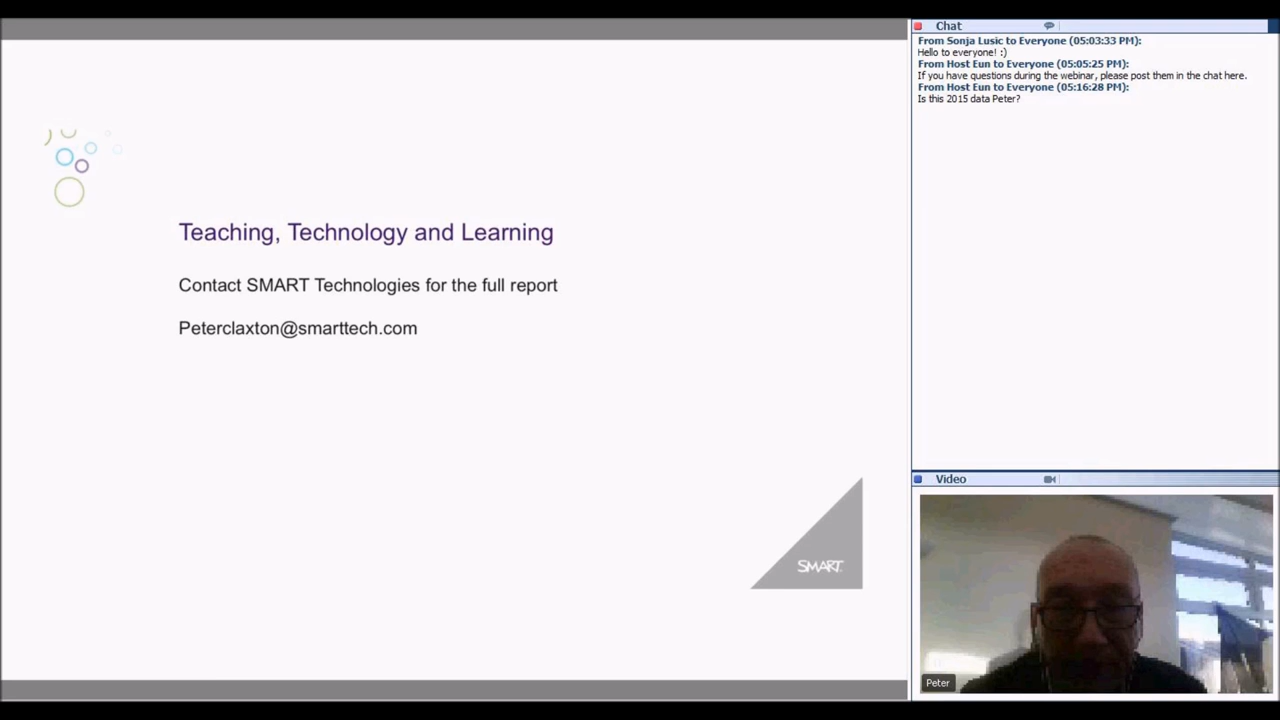 Teaching, Technology and Learning
Contact SMART Technologies for the full report
Peterclaxton@smarttech.com
SMART
Chat
From Sonja Lusic to Everyone (05:03:33 PM):
Hello to everyone! :)
From Host Eun to Everyone (05:05:25 PM):
If you have questions during the webinar, please post them in the chat here.
From Host Eun to Everyone (05:16:28 PM):
Is this 2015 data Peter?
Video
Peter